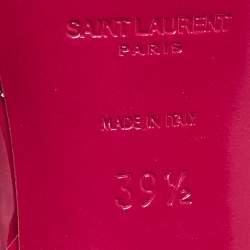 SAINT LAURENT
PARIS
MADE IN ITALY
39½